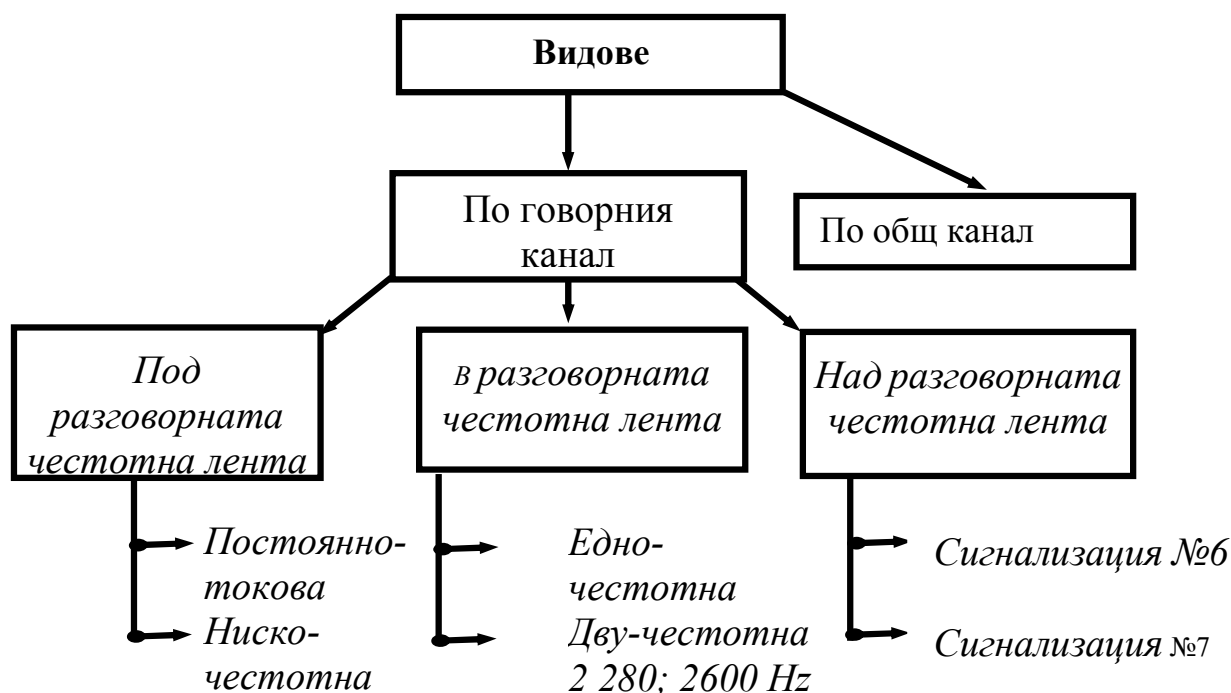 Видове
По говорния
канал
По общ канал
Под
разговорната
честотна лента
в разговорната
честотна лента
Над разговорната
честотна лента
Постоянно-
токова
Ниско-
честотна
Едно-
честотна
Дву-честотна
2 280; 2600 Hz
Сигнализация №6
Сигнализация №7